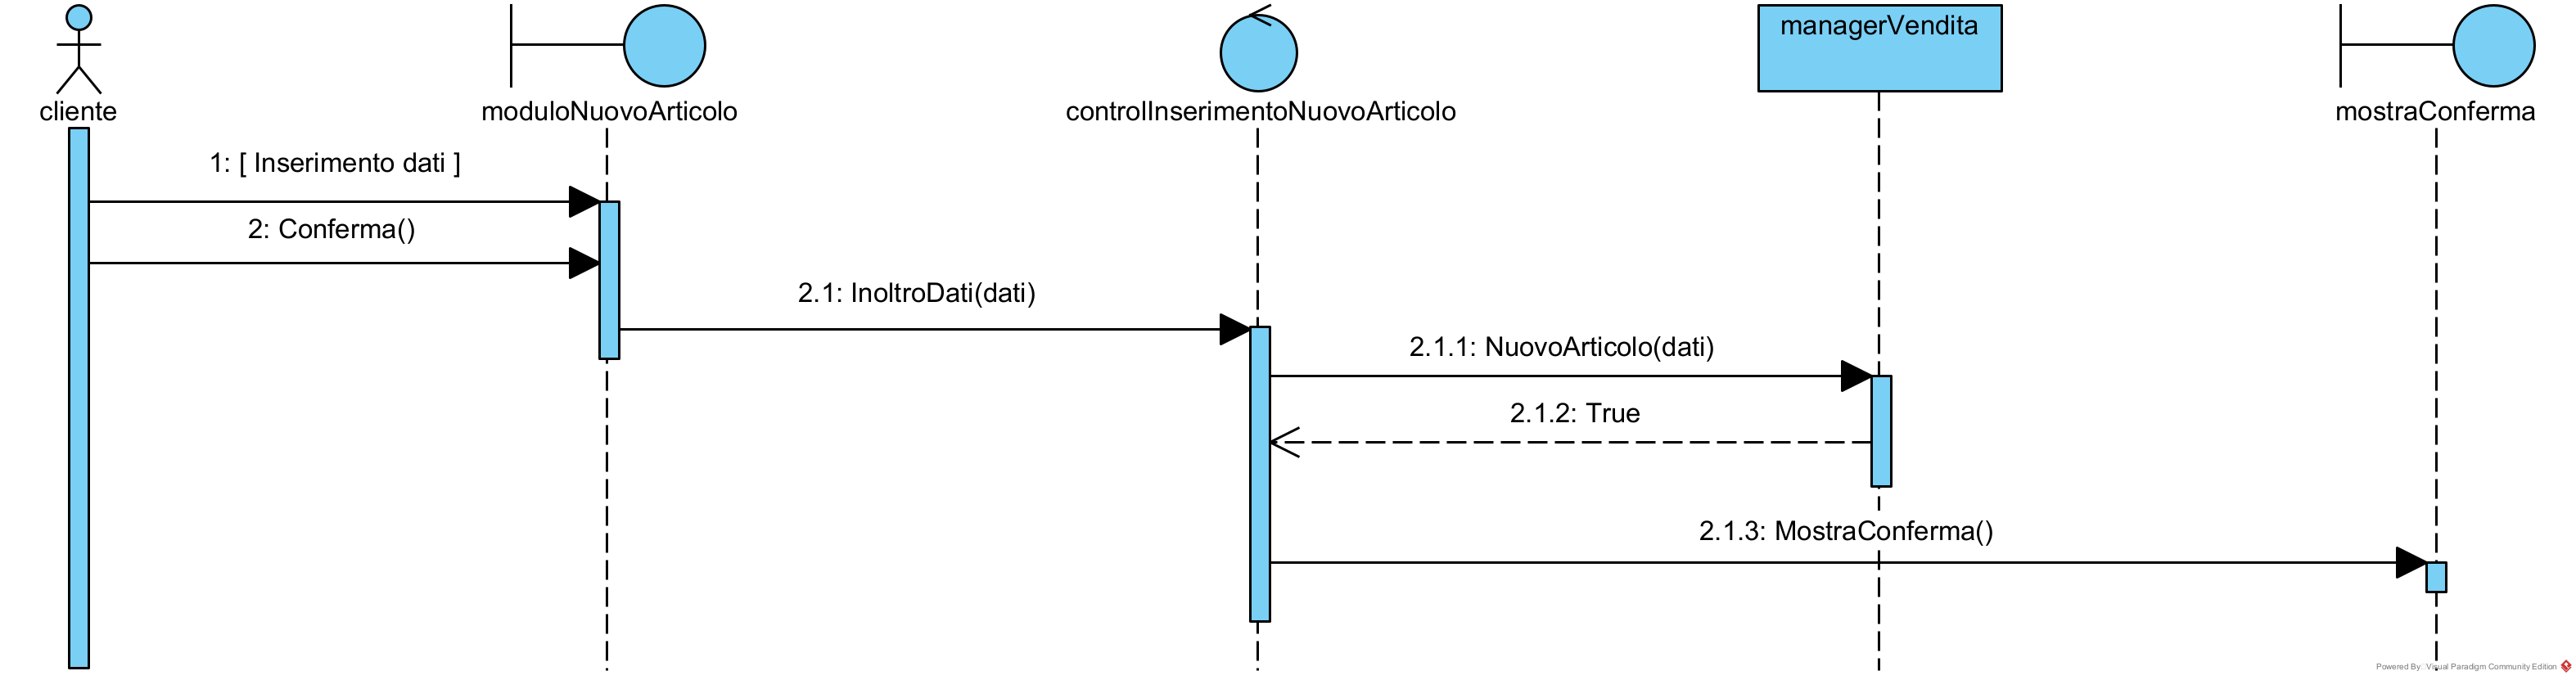 managerVendita
cliente
moduloNuovoArticolo
controlInserimentoNuovoArticolo
mostraConferma
1: [ Inserimento dati ]
2: Conferma()
2.1: InoltroDati(dati)
2.1.1: NuovoArticolo(dati)
2.1.2: True
2.1.3: MostraConferma()
Powered By Visual Paradigm Community Edition